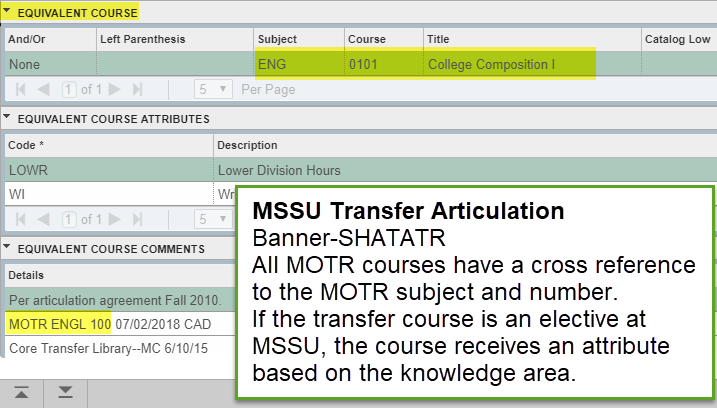 EQUIVALENT COURSE
And/Or Left Parenthesis Subject Course Title Catalog Low
None ENG 0101 College Composition I
1 of 1 5 Per Page
EQUIVALENT COURSE ATTRIBUTES
Code * Description
LOWR Lower Division Hours
WI
1 of 1 5
EQUIVALENT COURSE COMMENTS
Details
Per articulation agreement Fall 2010.
MOTR ENGL 100 07/02/2018 CAD
Core Transfer Library--MC 6/10/15
MSSU Transfer Articulation
Banner-SHATATR
All MOTR courses have a cross reference
to the MOTR subject and number.
If the transfer course is an elective at
MSSU, the course receives an attribute
based on the knowledge area.